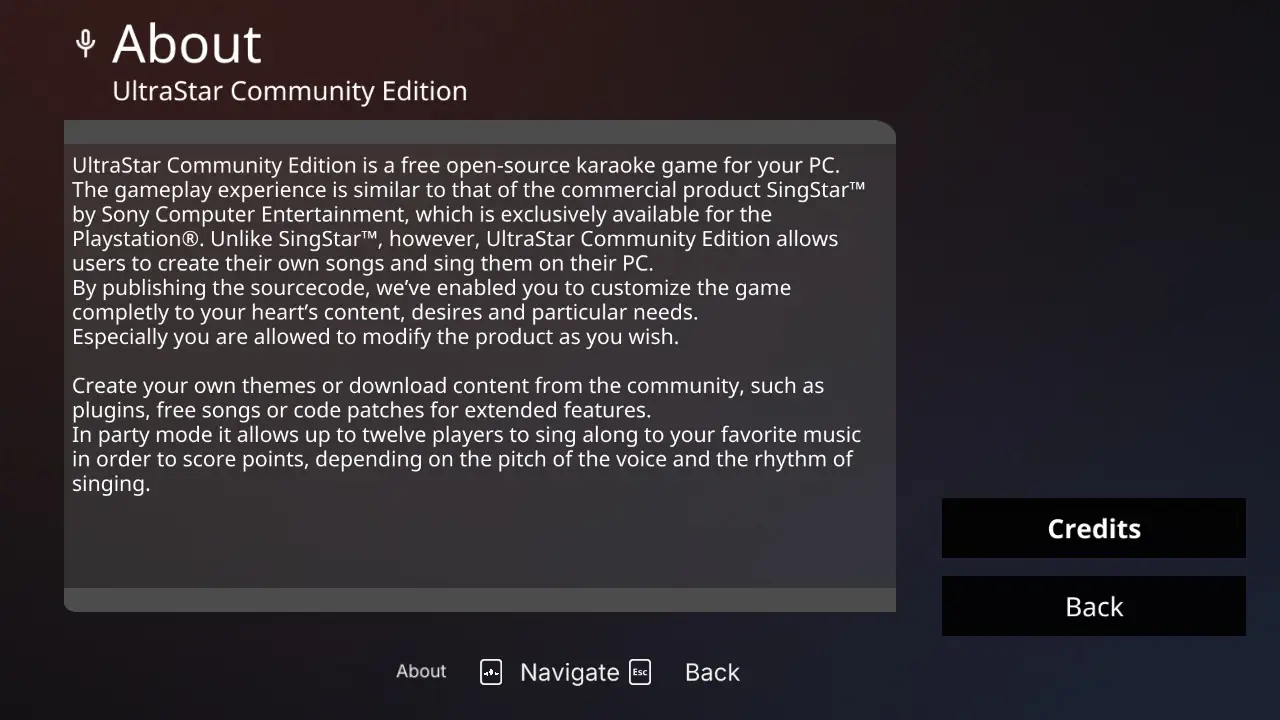 About
UltraStar Community Edition
UltraStar Community Edition is a free open-source karaoke game for your PC.
The gameplay experience is similar to that of the commercial product SingStar™
by Sony Computer Entertainment, which is exclusively available for the
Playstation®. Unlike SingStar™, however, UltraStar Community Edition allows
users to create their own songs and sing them on their PC.
By publishing the sourcecode, we’ve enabled you to customize the game
completly to your heart’s content, desires and particular needs.
Especially you are allowed to modify the product as you wish.
Create your own themes or download content from the community, such as
plugins, free songs or code patches for extended features.
In party mode it allows up to twelve players to sing along to your favorite music
in order to score points, depending on the pitch of the voice and the rhythm of
singing.
Credits
Back
About Navigate Esc Back